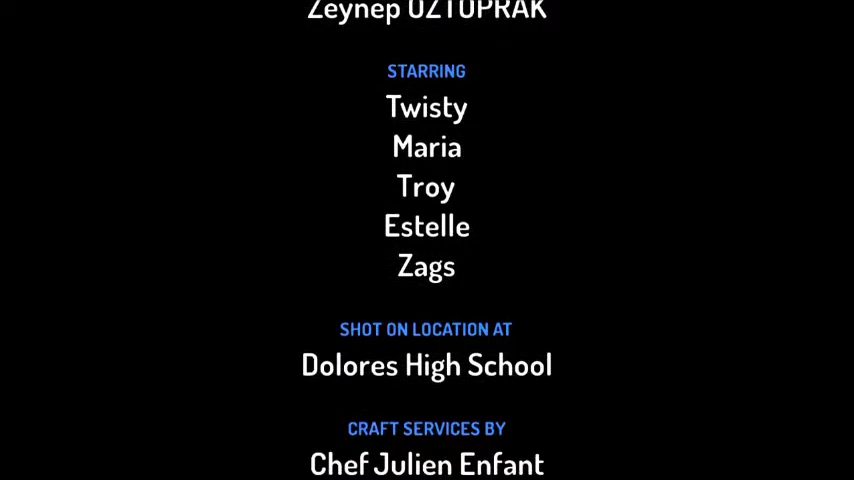 Zeynep OZTOPRAK
STARRING
Twisty
Maria
Troy
Estelle
Zags
SHOT ON LOCATION AT
Dolores High School
CRAFT SERVICES BY
Chef Julien Enfant